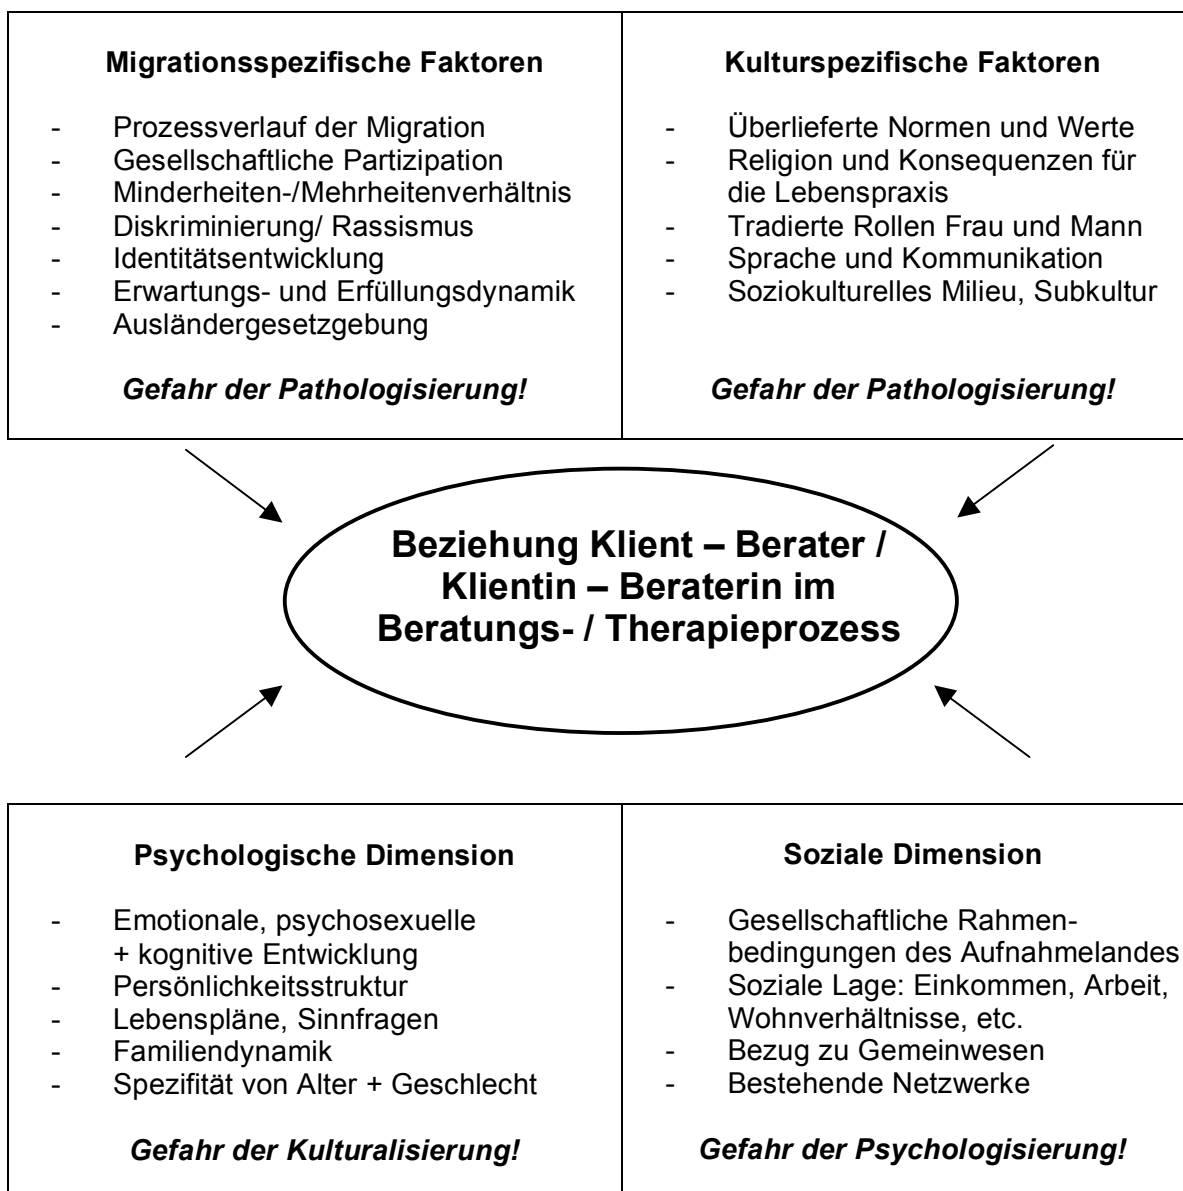 Migrationsspezifische Faktoren
- Prozessverlauf der Migration
- Gesellschaftliche Partizipation
- Minderheiten-/Mehrheitenverhältnis
- Diskriminierung/ Rassismus
- Identitätsentwicklung
- Erwartungs- und Erfüllungsdynamik
- Ausländergesetzgebung
Gefahr der Pathologisierung!
Kulturspezifische Faktoren
- Überlieferte Normen und Werte
- Religion und Konsequenzen für
die Lebenspraxis
- Tradierte Rollen Frau und Mann
- Sprache und Kommunikation
- Soziokulturelles Milieu, Subkultur
Gefahr der Pathologisierung!
Beziehung Klient – Berater /
Klientin – Beraterin im
Beratungs- / Therapieprozess
Psychologische Dimension
- Emotionale, psychosexuelle
+ kognitive Entwicklung
- Persönlichkeitsstruktur
- Lebenspläne, Sinnfragen
- Familiendynamik
- Spezifität von Alter + Geschlecht
Gefahr der Kulturalisierung!
Soziale Dimension
- Gesellschaftliche Rahmen-
bedingungen des Aufnahmelandes
- Soziale Lage: Einkommen, Arbeit,
Wohnverhältnisse, etc.
- Bezug zu Gemeinwesen
- Bestehende Netzwerke
Gefahr der Psychologisierung!